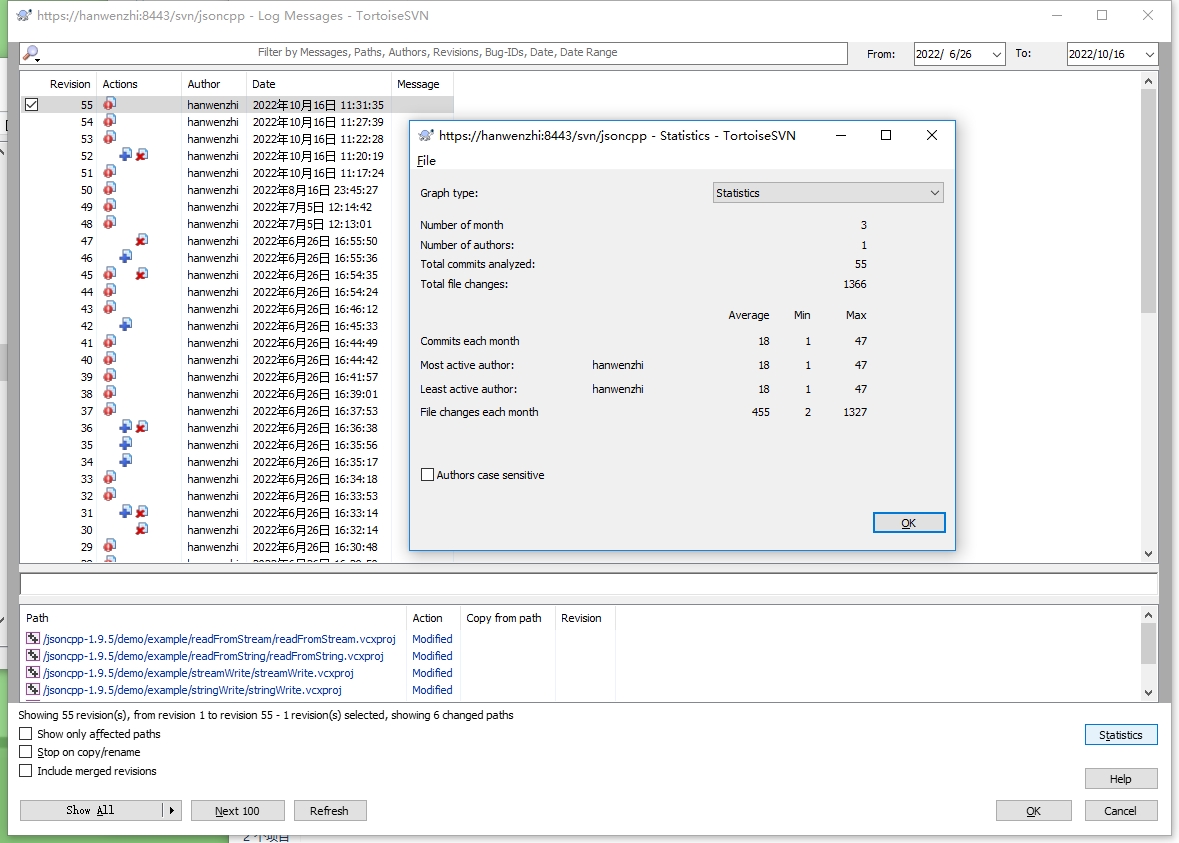 https://hanwenzhi:8443/svn/jsoncpp - Log Messages - TortoiseSVN
Filter by Messages, Paths, Authors, Revisions, Bug-IDs, Date, Date Range From: 2022/ 6/26 To: 2022/10/16
Revision Actions Author Date Message
55 hanwenzhi 2022年10月16日 11:31:35
54 hanwenzhi 2022年10月16日 11:27:39
53 hanwenzhi 2022年10月16日 11:22:28
52 hanwenzhi 2022年10月16日 11:20:19
51 hanwenzhi 2022年10月16日 11:17:24
50 hanwenzhi 2022年8月16日 23:45:27
49 hanwenzhi 2022年7月5日 12:14:42
48 hanwenzhi 2022年7月5日 12:13:01
47 hanwenzhi 2022年6月26日 16:55:50
46 hanwenzhi 2022年6月26日 16:55:36
45 hanwenzhi 2022年6月26日 16:54:35
44 hanwenzhi 2022年6月26日 16:54:24
43 hanwenzhi 2022年6月26日 16:46:12
42 hanwenzhi 2022年6月26日 16:45:33
41 hanwenzhi 2022年6月26日 16:44:49
40 hanwenzhi 2022年6月26日 16:44:42
39 hanwenzhi 2022年6月26日 16:41:57
38 hanwenzhi 2022年6月26日 16:39:01
37 hanwenzhi 2022年6月26日 16:37:53
36 hanwenzhi 2022年6月26日 16:36:38
35 hanwenzhi 2022年6月26日 16:35:56
34 hanwenzhi 2022年6月26日 16:35:17
33 hanwenzhi 2022年6月26日 16:34:18
32 hanwenzhi 2022年6月26日 16:33:53
31 hanwenzhi 2022年6月26日 16:33:14
30 hanwenzhi 2022年6月26日 16:32:14
29 hanwenzhi 2022年6月26日 16:30:48
https://hanwenzhi:8443/svn/jsoncpp - Statistics - TortoiseSVN
File
Graph type: Statistics
Number of month 3
Number of authors: 1
Total commits analyzed: 55
Total file changes: 1366
Average Min Max
Commits each month 18 1 47
Most active author: hanwenzhi 18 1 47
Least active author: hanwenzhi 18 1 47
File changes each month 455 2 1327
Authors case sensitive
OK
Path Action Copy from path Revision
/jsoncpp-1.9.5/demo/example/readFromStream/readFromStream.vcxproj Modified
/jsoncpp-1.9.5/demo/example/readFromString/readFromString.vcxproj Modified
/jsoncpp-1.9.5/demo/example/streamWrite/streamWrite.vcxproj Modified
/jsoncpp-1.9.5/demo/example/stringWrite/stringWrite.vcxproj Modified
Showing 55 revision(s), from revision 1 to revision 55 - 1 revision(s) selected, showing 6 changed paths
Show only affected paths
Stop on copy/rename
Include merged revisions
Statistics
Help
Show All Next 100 Refresh OK Cancel
2 个项目